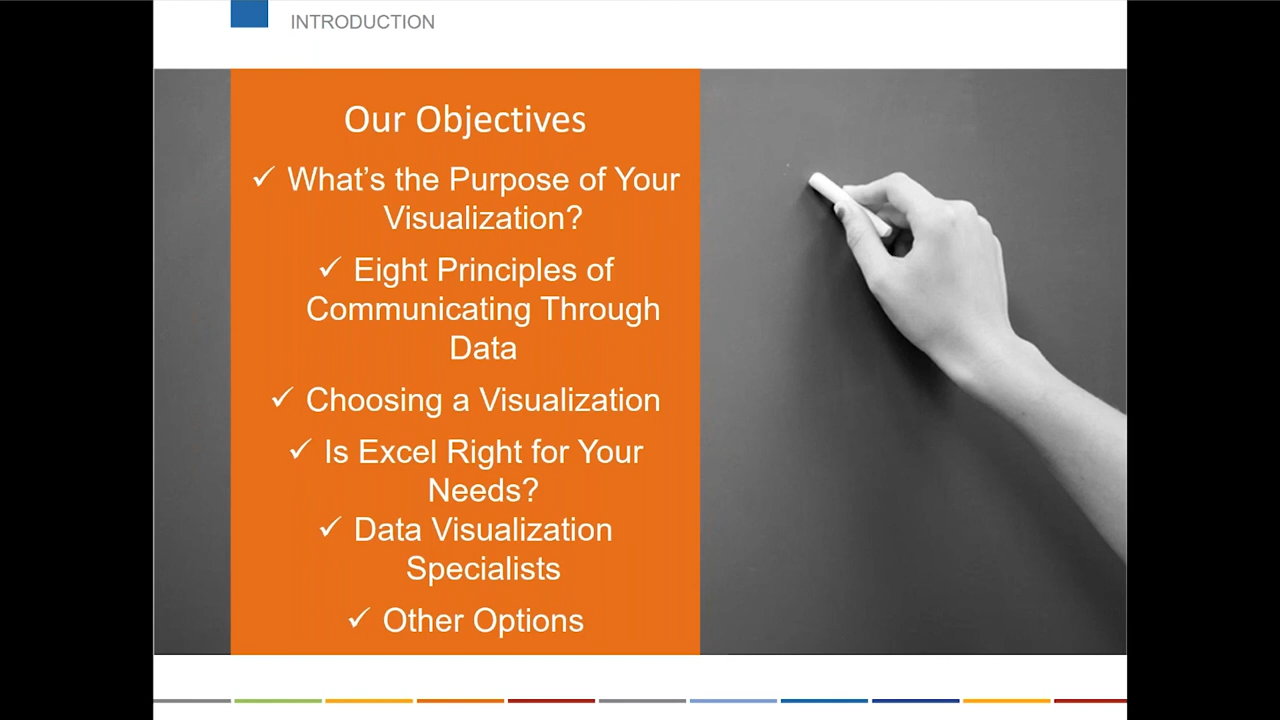 INTRODUCTION
Our Objectives
✓ What’s the Purpose of Your
Visualization?
✓ Eight Principles of
Communicating Through
Data
✓ Choosing a Visualization
✓ Is Excel Right for Your
Needs?
✓ Data Visualization
Specialists
✓ Other Options